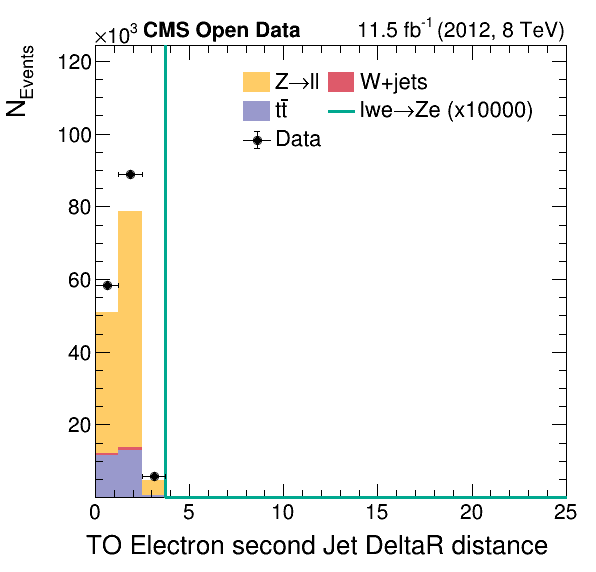 ×10³ CMS Open Data 11.5 fb⁻¹ (2012, 8 TeV)
N_Events
120
100
80
60
40
20
Z→ll W+jets
tt̄ lwe→Ze (x10000)
Data
0 5 10 15 20 25
TO Electron second Jet DeltaR distance